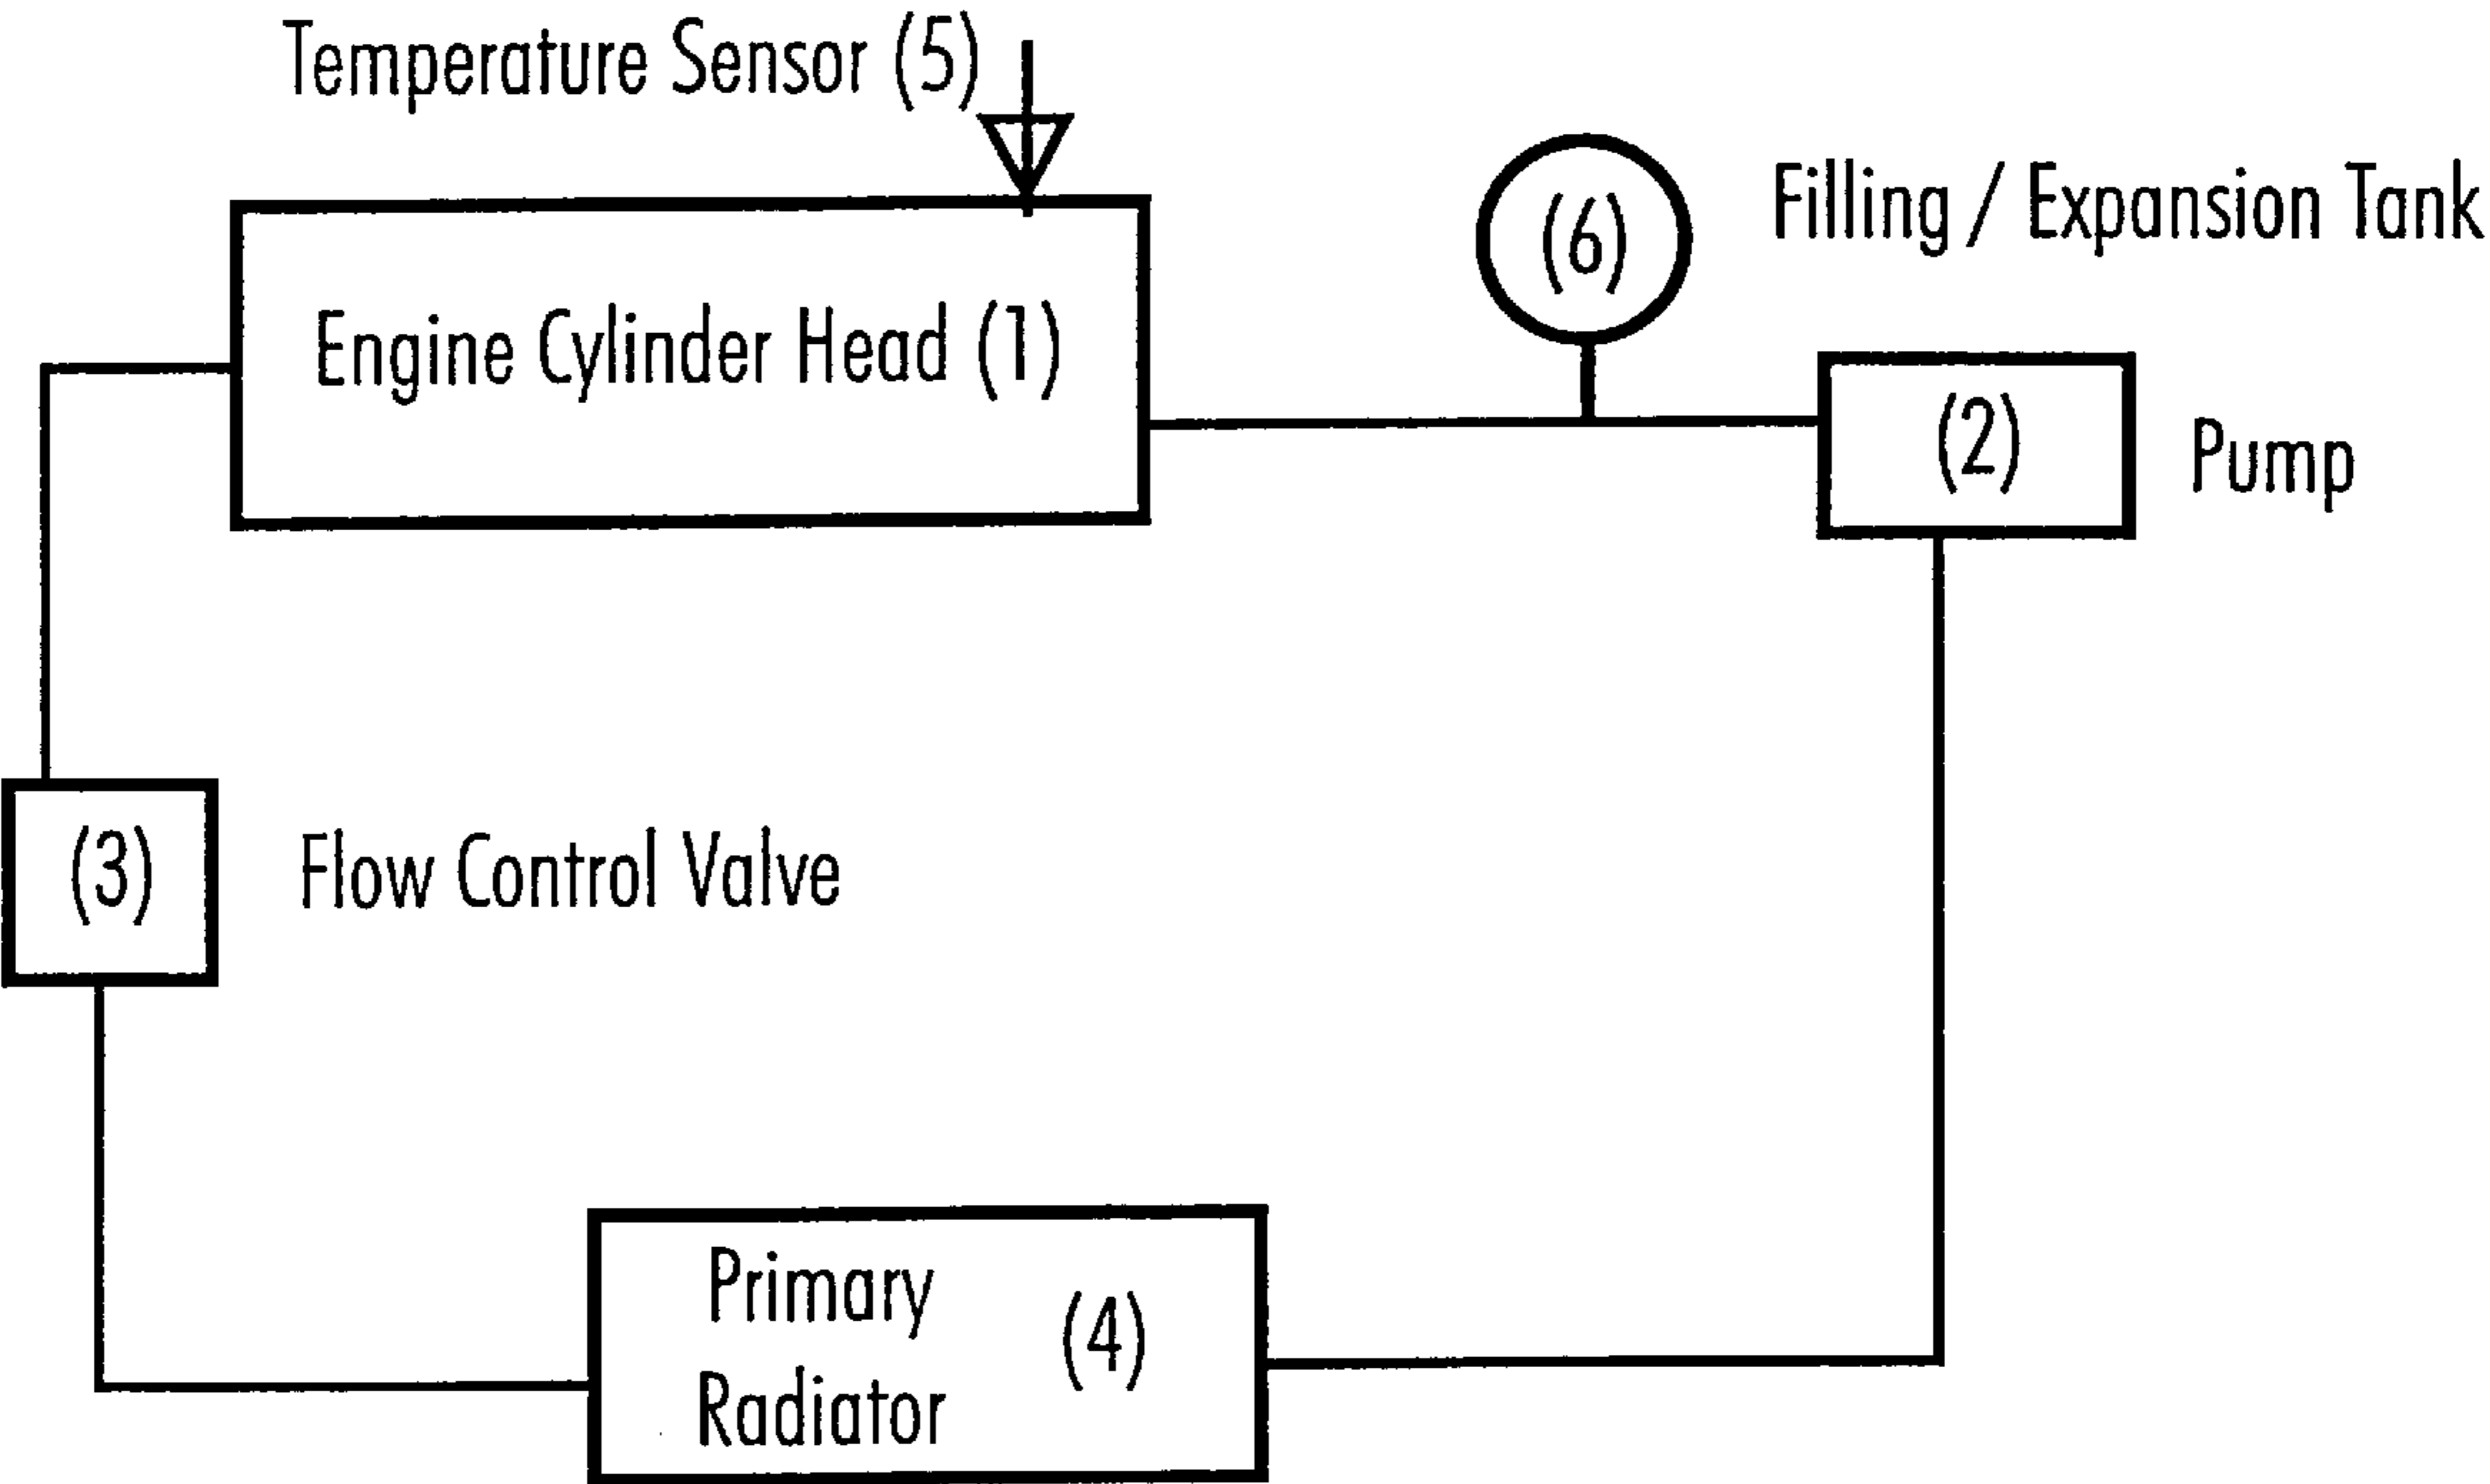 Temperature Sensor (5)
(6)
Filling / Expansion Tank
Engine Cylinder Head (1)
(2)
Pump
(3)
Flow Control Valve
Primary
(4)
Radiator